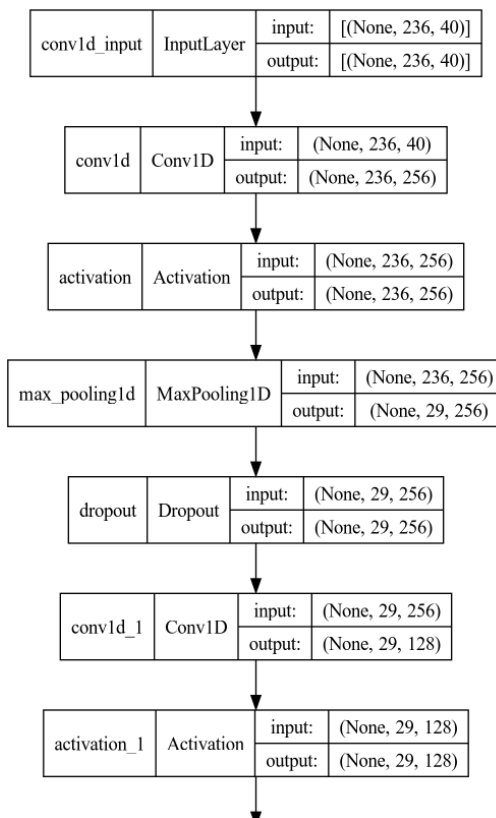 conv1d_input InputLayer input: [(None, 236, 40)]
output: [(None, 236, 40)]
conv1d Conv1D input: (None, 236, 40)
output: (None, 236, 256)
activation Activation input: (None, 236, 256)
output: (None, 236, 256)
max_pooling1d MaxPooling1D input: (None, 236, 256)
output: (None, 29, 256)
dropout Dropout input: (None, 29, 256)
output: (None, 29, 256)
conv1d_1 Conv1D input: (None, 29, 256)
output: (None, 29, 128)
activation_1 Activation input: (None, 29, 128)
output: (None, 29, 128)